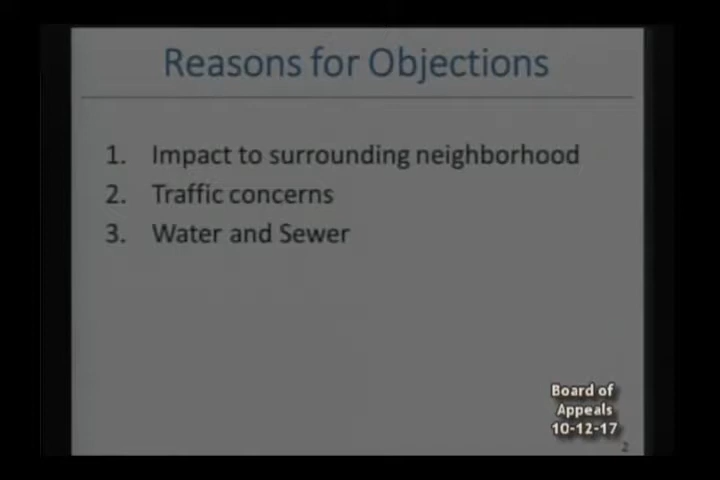 Reasons for Objections
1. Impact to surrounding neighborhood
2. Traffic concerns
3. Water and Sewer
Board of
Appeals
10-12-17
2